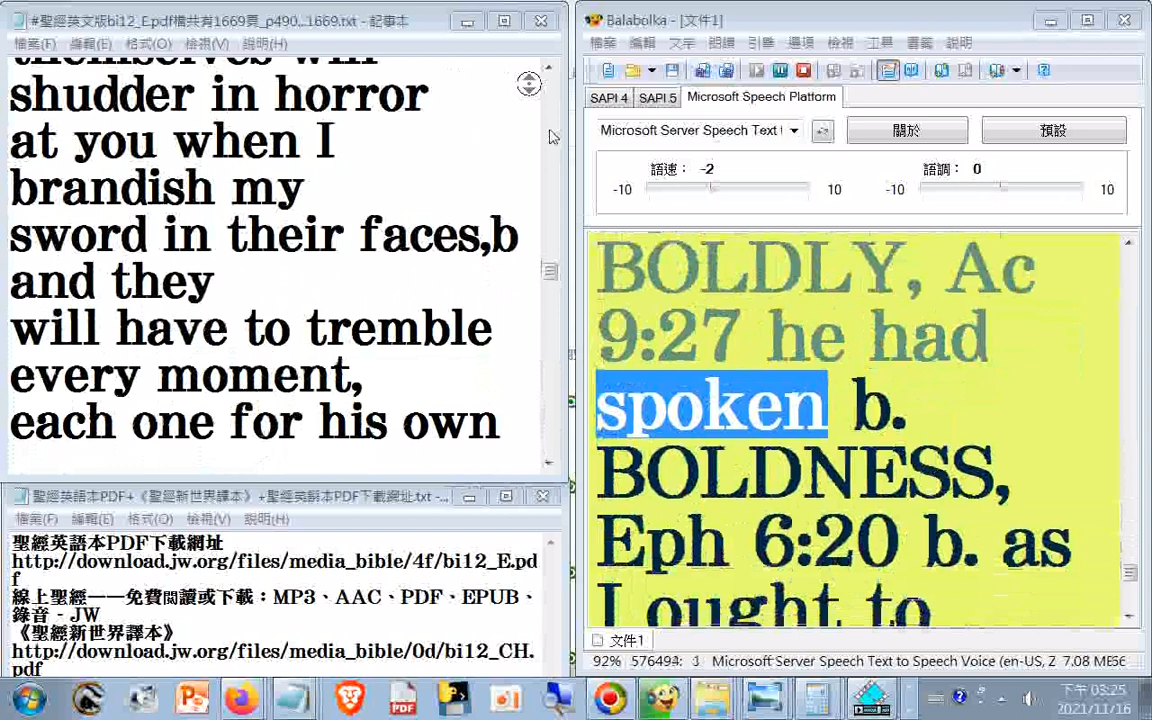 #聖經英文版bi12_E.pdf檔共有1669頁_p490...1669.txt - 記事本
檔案(F) 編輯(E) 格式(O) 檢視(V) 說明(H)
themselves will
shudder in horror
at you when I
brandish my
sword in their faces,b
and they
will have to tremble
every moment,
each one for his own
聖經英語本PDF+《聖經新世界譯本》+聖經英語本PDF下載網址.txt -...
檔案(F) 編輯(E) 格式(O) 檢視(V) 說明(H)
聖經英語本PDF下載網址
http://download.jw.org/files/media_bible/4f/bi12_E.pd
f
線上聖經──免費閱讀或下載：MP3、AAC、PDF、EPUB、
錄音 - JW
《聖經新世界譯本》
http://download.jw.org/files/media_bible/0d/bi12_CH.
pdf
Balabolka - [文件1]
檔案 編輯 文字 朗讀 引擎 選項 檢視 工具 書籤 說明
SAPI 4 SAPI 5 Microsoft Speech Platform
Microsoft Server Speech Text 關於 預設
語速： -2 語調： 0
-10 10 -10 10
BOLDLY, Ac
9:27 he had
spoken b.
BOLDNESS,
Eph 6:20 b. as
I ought to
文件1
92% Microsoft Server Speech Text to Speech Voice (en-US, Z 7.08 ME
下午 03:25
2021/11/16